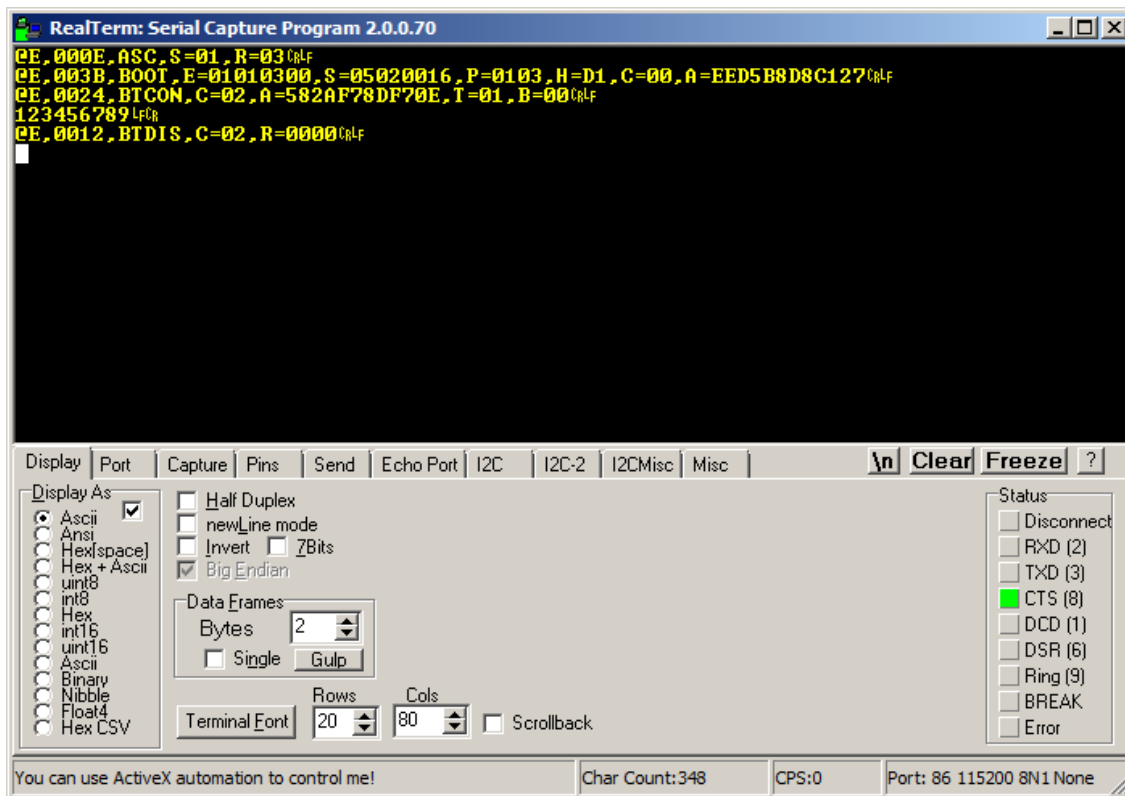 RealTerm: Serial Capture Program 2.0.0.70
@E,000E,ASC,S=01,R=03CRLF
@E,003B,BOOT,E=01010300,S=05020016,P=0103,H=D1,C=00,A=EED5B8D8C127CRLF
@E,0024,BTCON,C=02,A=582AF78DF70E,T=01,B=00CRLF
123456789LFCR
@E,0012,BTDIS,C=02,R=0000CRLF
Display Port Capture Pins Send Echo Port I2C I2C-2 I2CMisc Misc \n Clear Freeze ?
Display As
Ascii
Ansi
Hex[space]
Hex + Ascii
uint8
int8
Hex
int16
uint16
Ascii
Binary
Nibble
Float4
Hex CSV
Half Duplex
newLine mode
Invert 7Bits
Big Endian
Data Frames
Bytes 2
Single Gulp
Rows Cols
Terminal Font 20 80 Scrollback
Status
Disconnect
RXD (2)
TXD (3)
CTS (8)
DCD (1)
DSR (6)
Ring (9)
BREAK
Error
You can use ActiveX automation to control me! Char Count:348 CPS:0 Port: 86 115200 8N1 None